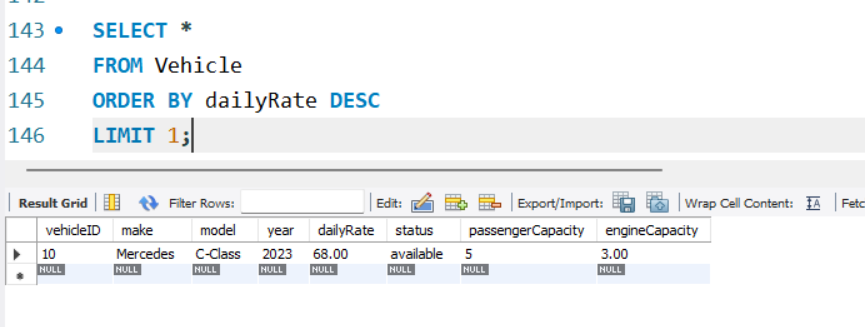 143 SELECT *
144 FROM Vehicle
145 ORDER BY dailyRate DESC
146 LIMIT 1;
Result Grid Filter Rows: Edit: Export/Import: Wrap Cell Content: Fetc
vehicleID make model year dailyRate status passengerCapacity engineCapacity
10 Mercedes C-Class 2023 68.00 available 5 3.00
NULL NULL NULL NULL NULL NULL NULL NULL